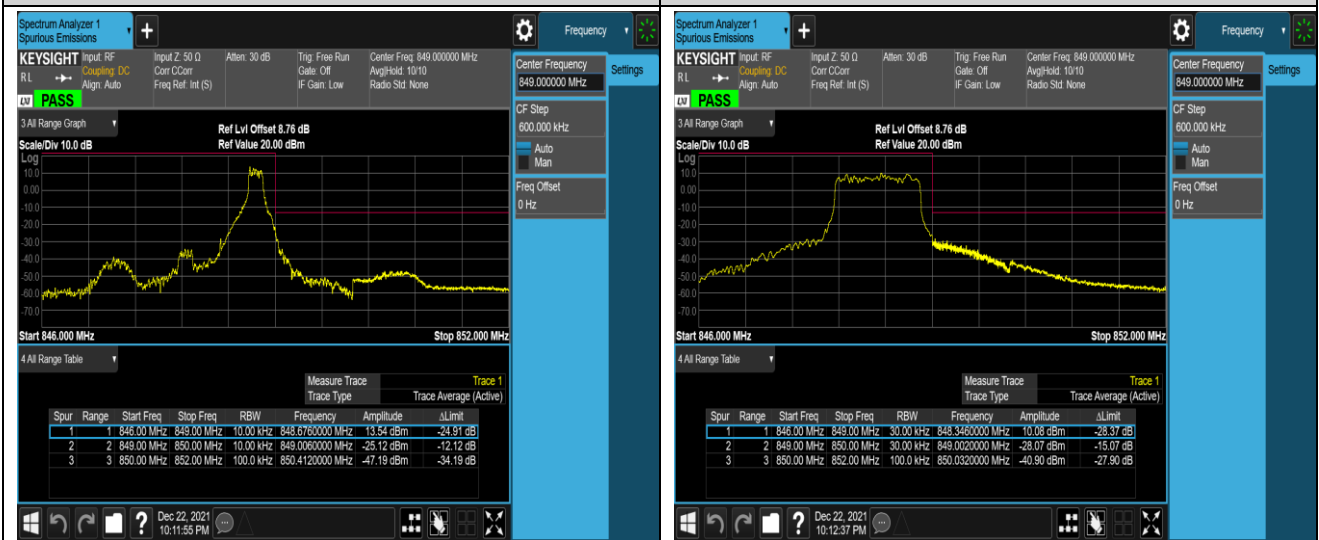 Spectrum Analyzer 1
Spurious Emissions
Frequency
KEYSIGHT Input: RF Input Z: 50 Ω Atten: 30 dB Trig: Free Run Center Freq: 849.000000 MHz
RL Coupling: DC Corr CCorr Gate: Off Avg|Hold: 10/10
Align: Auto Freq Ref: Int (S) IF Gain: Low Radio Std: None
LXI PASS
Center Frequency
849.000000 MHz
Settings
CF Step
600.000 kHz
Auto
Man
Freq Offset
0 Hz
3 All Range Graph
Ref Lvl Offset 8.76 dB
Scale/Div 10.0 dB Ref Value 20.00 dBm
Log
10.0
0.00
-10.0
-20.0
-30.0
-40.0
-50.0
-60.0
-70.0
Start 846.000 MHz Stop 852.000 MHz
4 All Range Table
Measure Trace Trace 1
Trace Type Trace Average (Active)
Spur Range Start Freq Stop Freq RBW Frequency Amplitude ΔLimit
1 1 846.00 MHz 849.00 MHz 10.00 kHz 848.6760000 MHz 13.54 dBm -24.91 dB
2 2 849.00 MHz 850.00 MHz 10.00 kHz 849.0060000 MHz -25.12 dBm -12.12 dB
3 3 850.00 MHz 852.00 MHz 100.0 kHz 850.4120000 MHz -47.19 dBm -34.19 dB
Dec 22, 2021
10:11:55 PM
Spectrum Analyzer 1
Spurious Emissions
Frequency
KEYSIGHT Input: RF Input Z: 50 Ω Atten: 30 dB Trig: Free Run Center Freq: 849.000000 MHz
RL Coupling: DC Corr CCorr Gate: Off Avg|Hold: 10/10
Align: Auto Freq Ref: Int (S) IF Gain: Low Radio Std: None
LXI PASS
Center Frequency
849.000000 MHz
Settings
CF Step
600.000 kHz
Auto
Man
Freq Offset
0 Hz
3 All Range Graph
Ref Lvl Offset 8.76 dB
Scale/Div 10.0 dB Ref Value 20.00 dBm
Log
10.0
0.00
-10.0
-20.0
-30.0
-40.0
-50.0
-60.0
-70.0
Start 846.000 MHz Stop 852.000 MHz
4 All Range Table
Measure Trace Trace 1
Trace Type Trace Average (Active)
Spur Range Start Freq Stop Freq RBW Frequency Amplitude ΔLimit
1 1 846.00 MHz 849.00 MHz 30.00 kHz 848.3460000 MHz 10.08 dBm -28.37 dB
2 2 849.00 MHz 850.00 MHz 30.00 kHz 849.0020000 MHz -28.07 dBm -15.07 dB
3 3 850.00 MHz 852.00 MHz 100.0 kHz 850.0320000 MHz -40.90 dBm -27.90 dB
Dec 22, 2021
10:12:37 PM